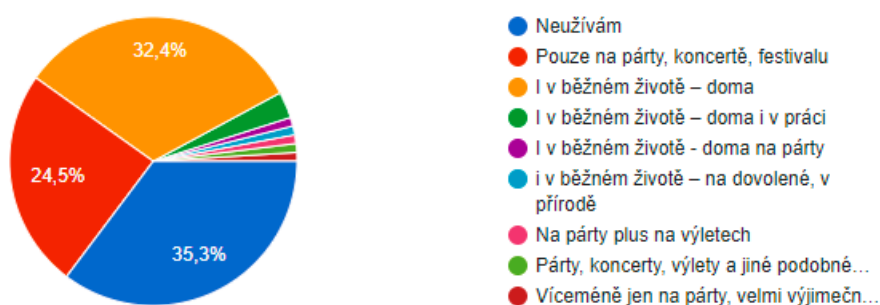 32,4%
24,5%
35,3%
Neužívám
Pouze na párty, koncertě, festivalu
I v běžném životě – doma
I v běžném životě – doma i v práci
I v běžném životě - doma na párty
i v běžném životě – na dovolené, v
přírodě
Na párty plus na výletech
Párty, koncerty, výlety a jiné podobné…
Víceméně jen na párty, velmi výjimečn…